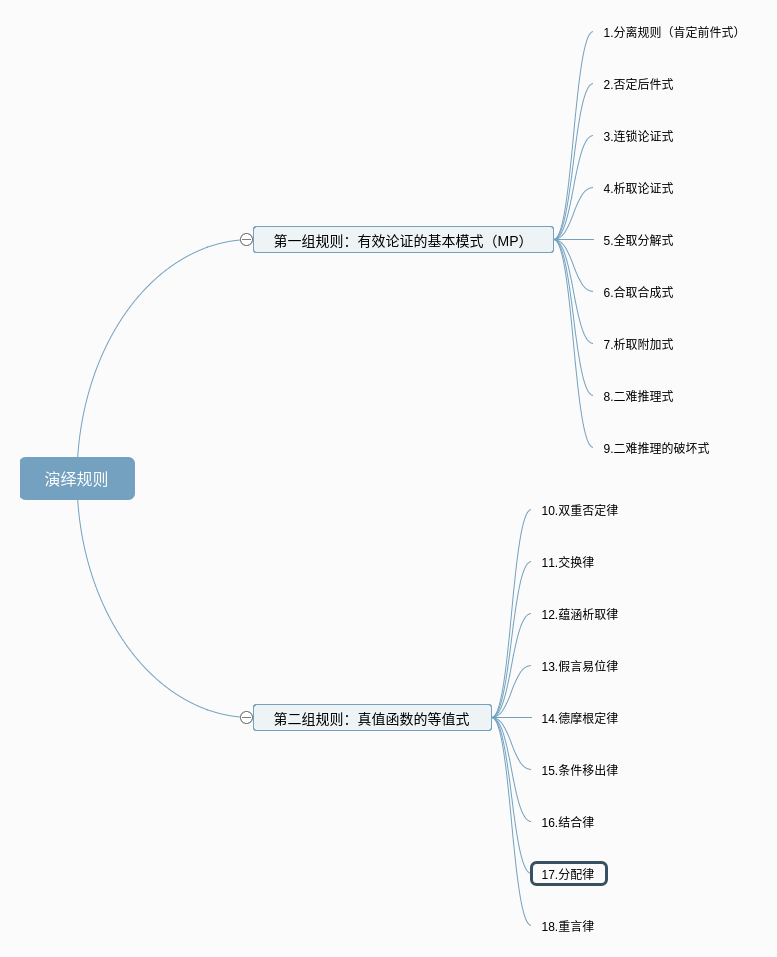 演绎规则
第一组规则：有效论证的基本模式（MP）
1.分离规则（肯定前件式）
2.否定后件式
3.连锁论证式
4.析取论证式
5.全取分解式
6.合取合成式
7.析取附加式
8.二难推理式
9.二难推理的破坏式
第二组规则：真值函数的等值式
10.双重否定律
11.交换律
12.蕴涵析取律
13.假言易位律
14.德摩根定律
15.条件移出律
16.结合律
17.分配律
18.重言律